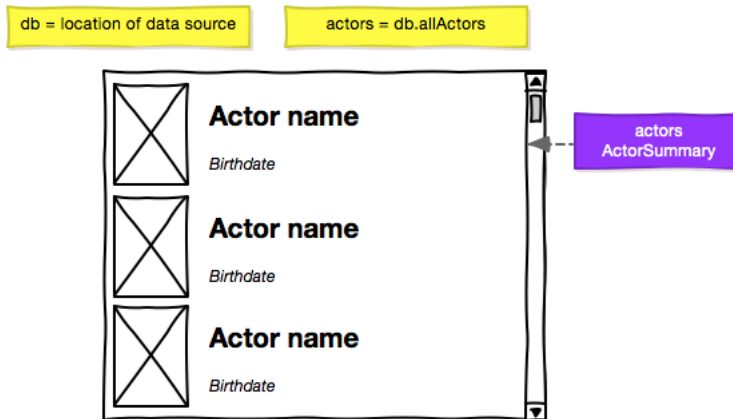 db = location of data source
actors = db.allActors
Actor name
Birthdate
actors
ActorSummary
Actor name
Birthdate
Actor name
Birthdate